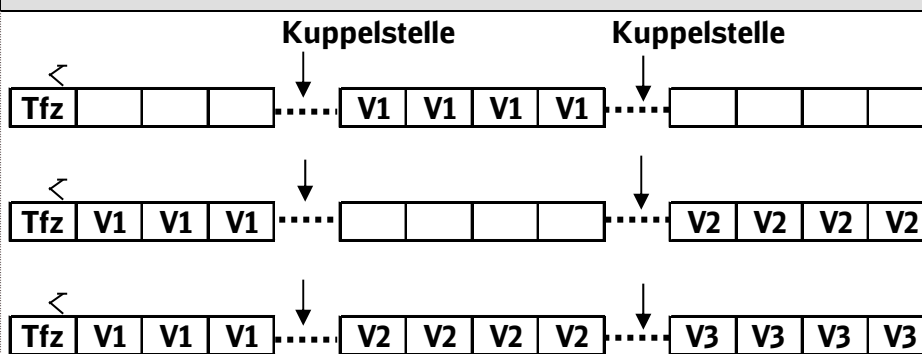 Kuppelstelle Kuppelstelle
Tfz V1 V1 V1 V1
Tfz V1 V1 V1 V2 V2 V2 V2
Tfz V1 V1 V1 V2 V2 V2 V2 V3 V3 V3 V3